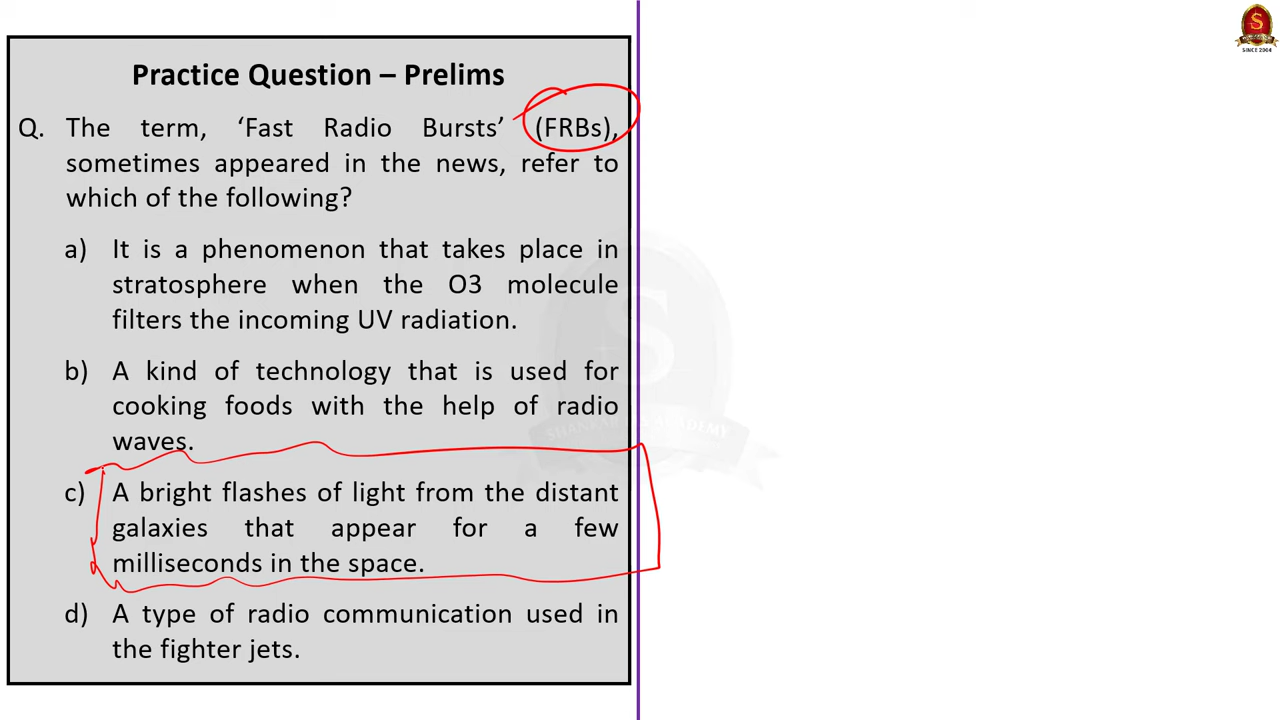 Practice Question – Prelims
Q. The term, ‘Fast Radio Bursts’ (FRBs),
sometimes appeared in the news, refer to
which of the following?
a) It is a phenomenon that takes place in
stratosphere when the O3 molecule
filters the incoming UV radiation.
b) A kind of technology that is used for
cooking foods with the help of radio
waves.
c) A bright flashes of light from the distant
galaxies that appear for a few
milliseconds in the space.
d) A type of radio communication used in
the fighter jets.
S
SINCE 2004